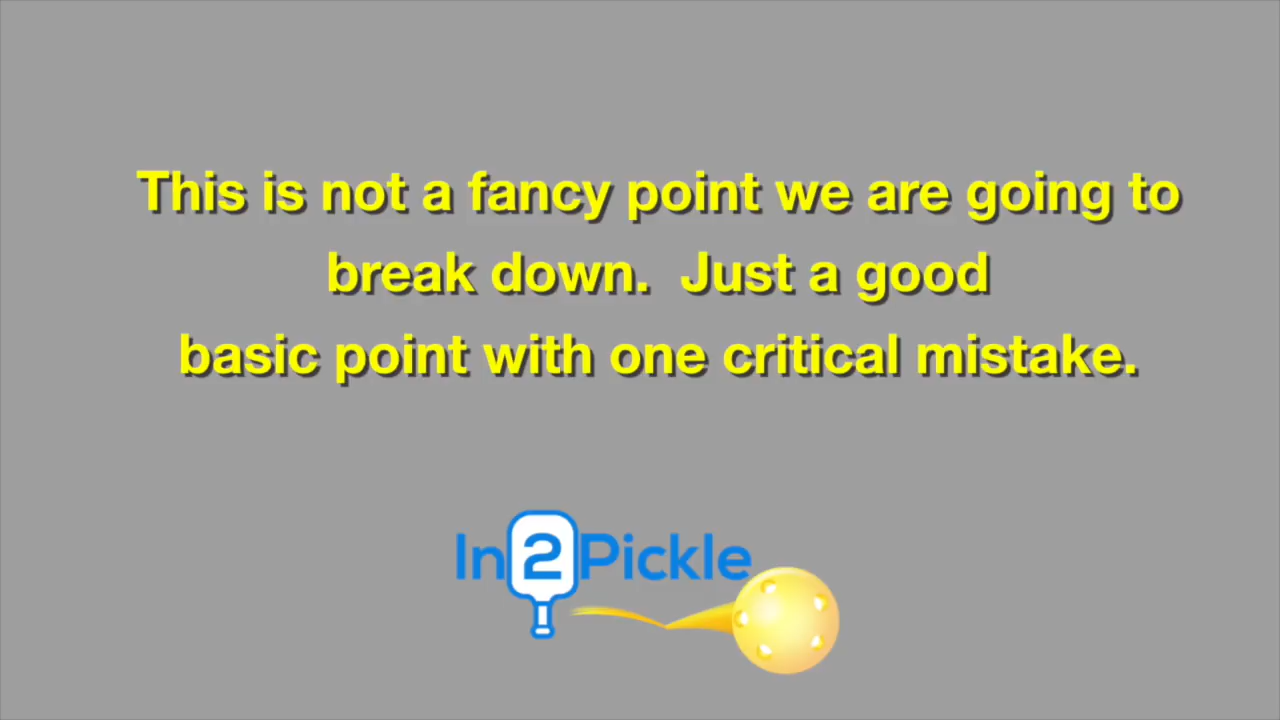 This is not a fancy point we are going to
break down.  Just a good
basic point with one critical mistake.
In2Pickle